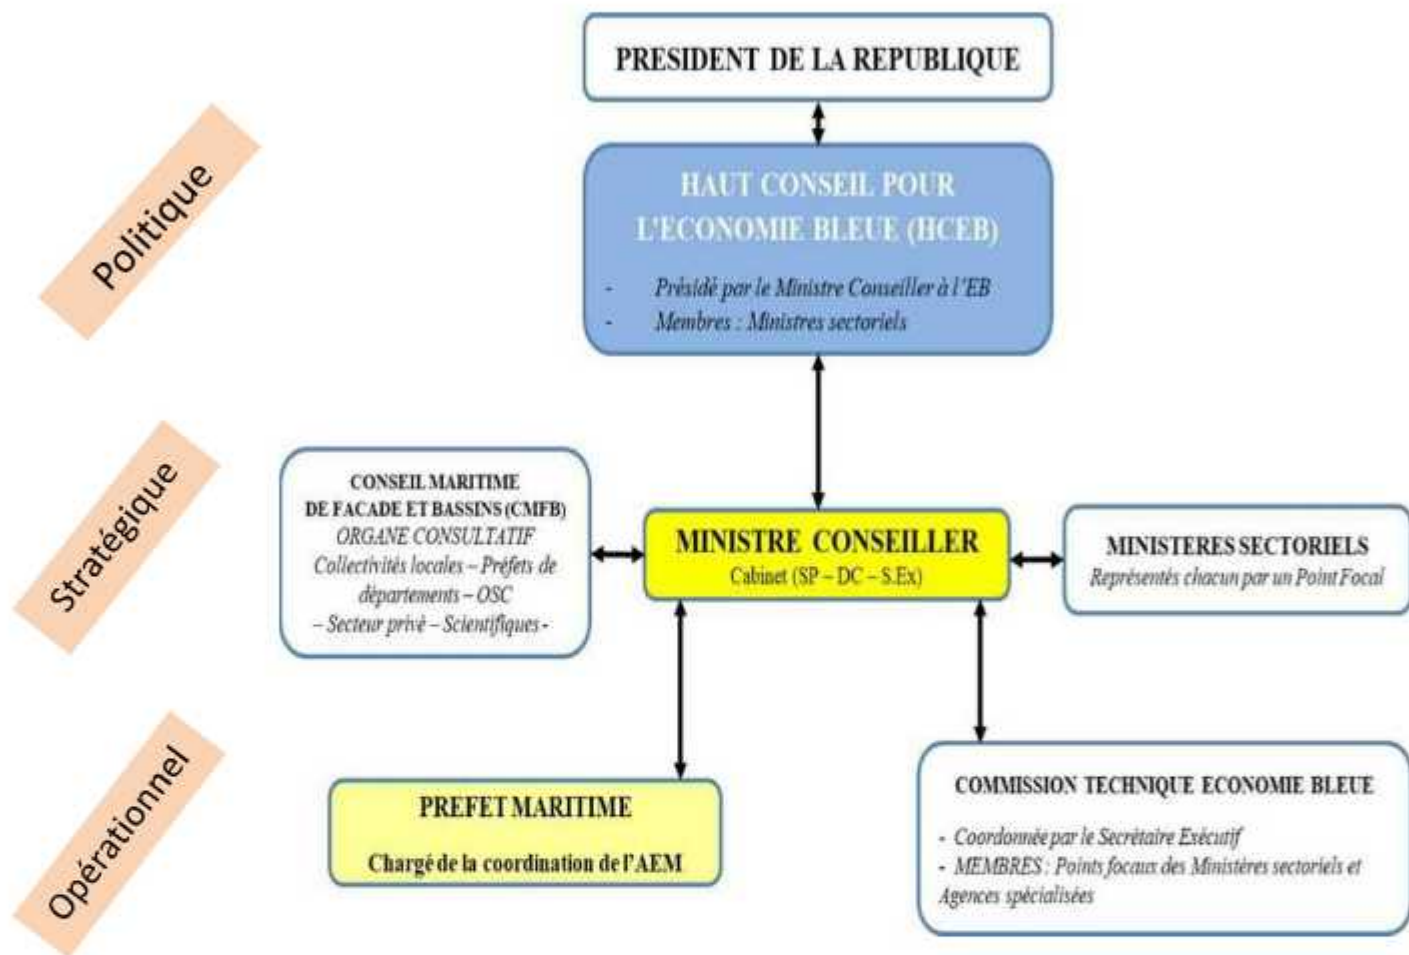 PRESIDENT DE LA REPUBLIQUE
Politique
HAUT CONSEIL POUR
L'ECONOMIE BLEUE (HCEB)
- Présidé par le Ministre Conseiller à l'EB
- Membres : Ministres sectoriels
Stratégique
CONSEIL MARITIME
DE FACADE ET BASSINS (CMFB)
ORGANE CONSULTATIF
Collectivités locales – Préfets de
départements – OSC
– Secteur privé – Scientifiques -
MINISTRE CONSEILLER
Cabinet (SP – DC – S.Ex)
MINISTERES SECTORIELS
Représentés chacun par un Point Focal
Opérationnel
PREFET MARITIME
Chargé de la coordination de l'AEM
COMMISSION TECHNIQUE ECONOMIE BLEUE
- Coordonnée par le Secrétaire Exécutif
- MEMBRES : Points focaux des Ministères sectoriels et
Agences spécialisées